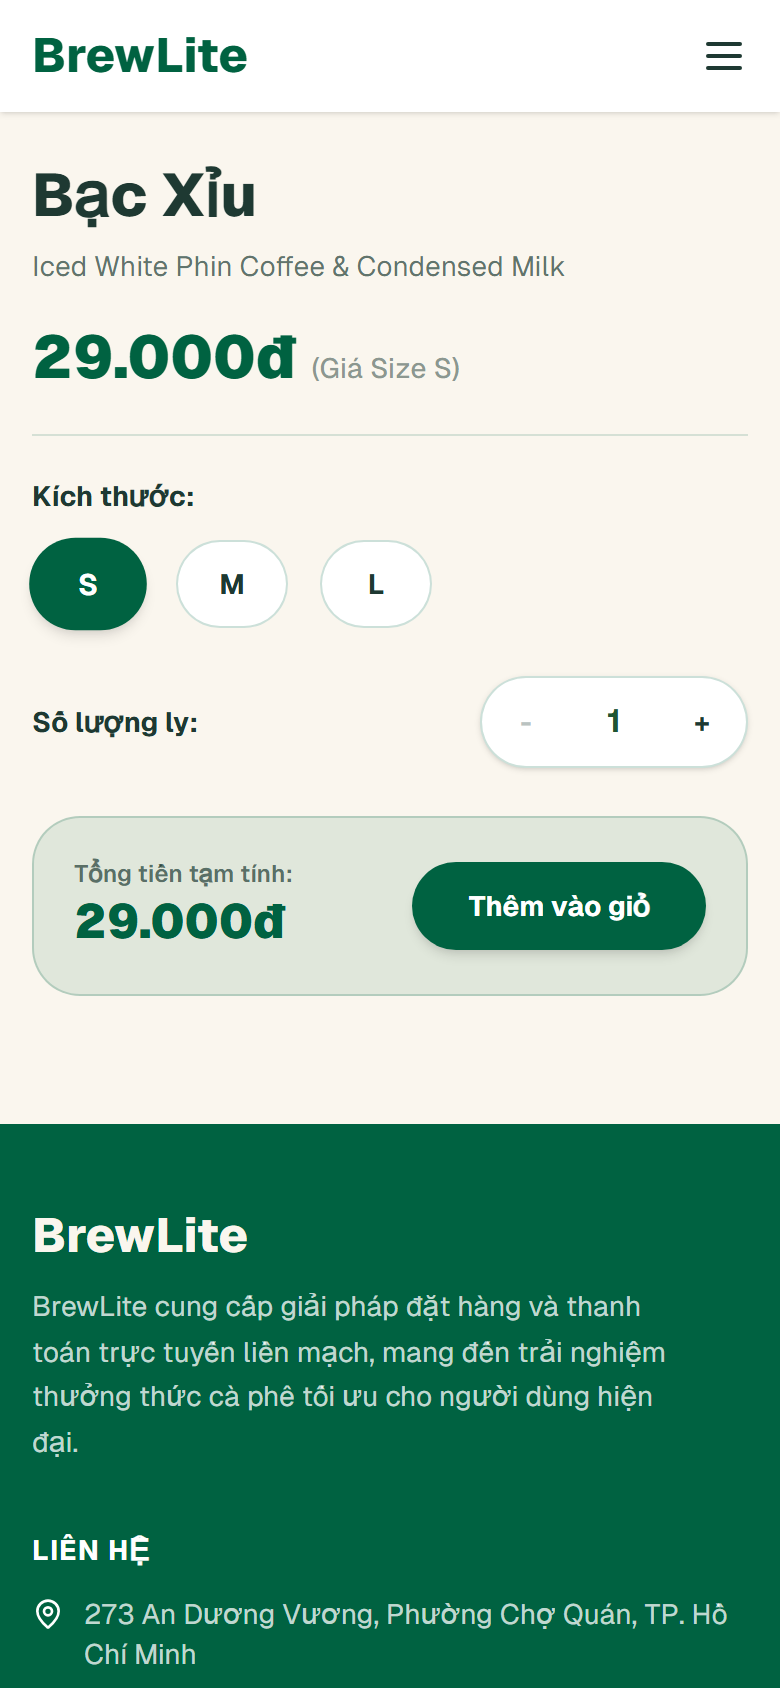 BrewLite
Bạc Xỉu
Iced White Phin Coffee & Condensed Milk
29.000đ (Giá Size S)
Kích thước:
S M L
Số lượng ly:
- 1 +
Tổng tiền tạm tính:
29.000đ
Thêm vào giỏ
BrewLite
BrewLite cung cấp giải pháp đặt hàng và thanh
toán trực tuyến liền mạch, mang đến trải nghiệm
thưởng thức cà phê tối ưu cho người dùng hiện
đại.
LIÊN HỆ
273 An Dương Vương, Phường Chợ Quán, TP. Hồ
Chí Minh